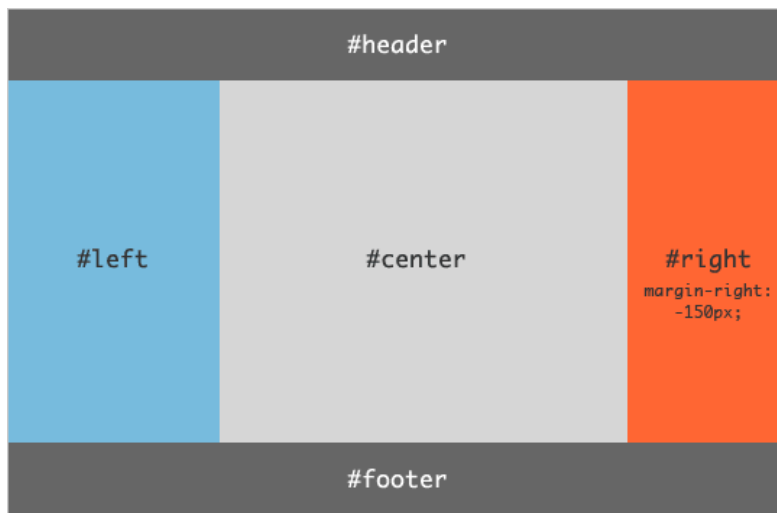 #header
#left
#center
#right
margin-right:
-150px;
#footer